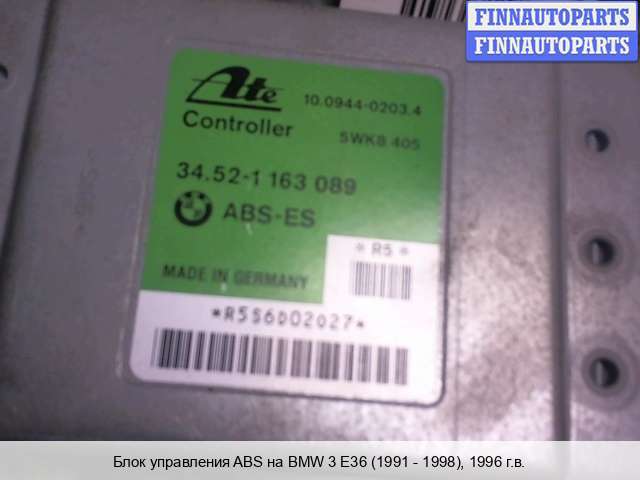 FINNAUTOPARTS
FINNAUTOPARTS
Ate
10.0944-0203.4
Controller
5WK8 405
34.52-1 163 089
ABS-ES
*R5*
MADE IN GERMANY
*R5S6D02027*
Блок управления ABS на BMW 3 E36 (1991 - 1998), 1996 г.в.